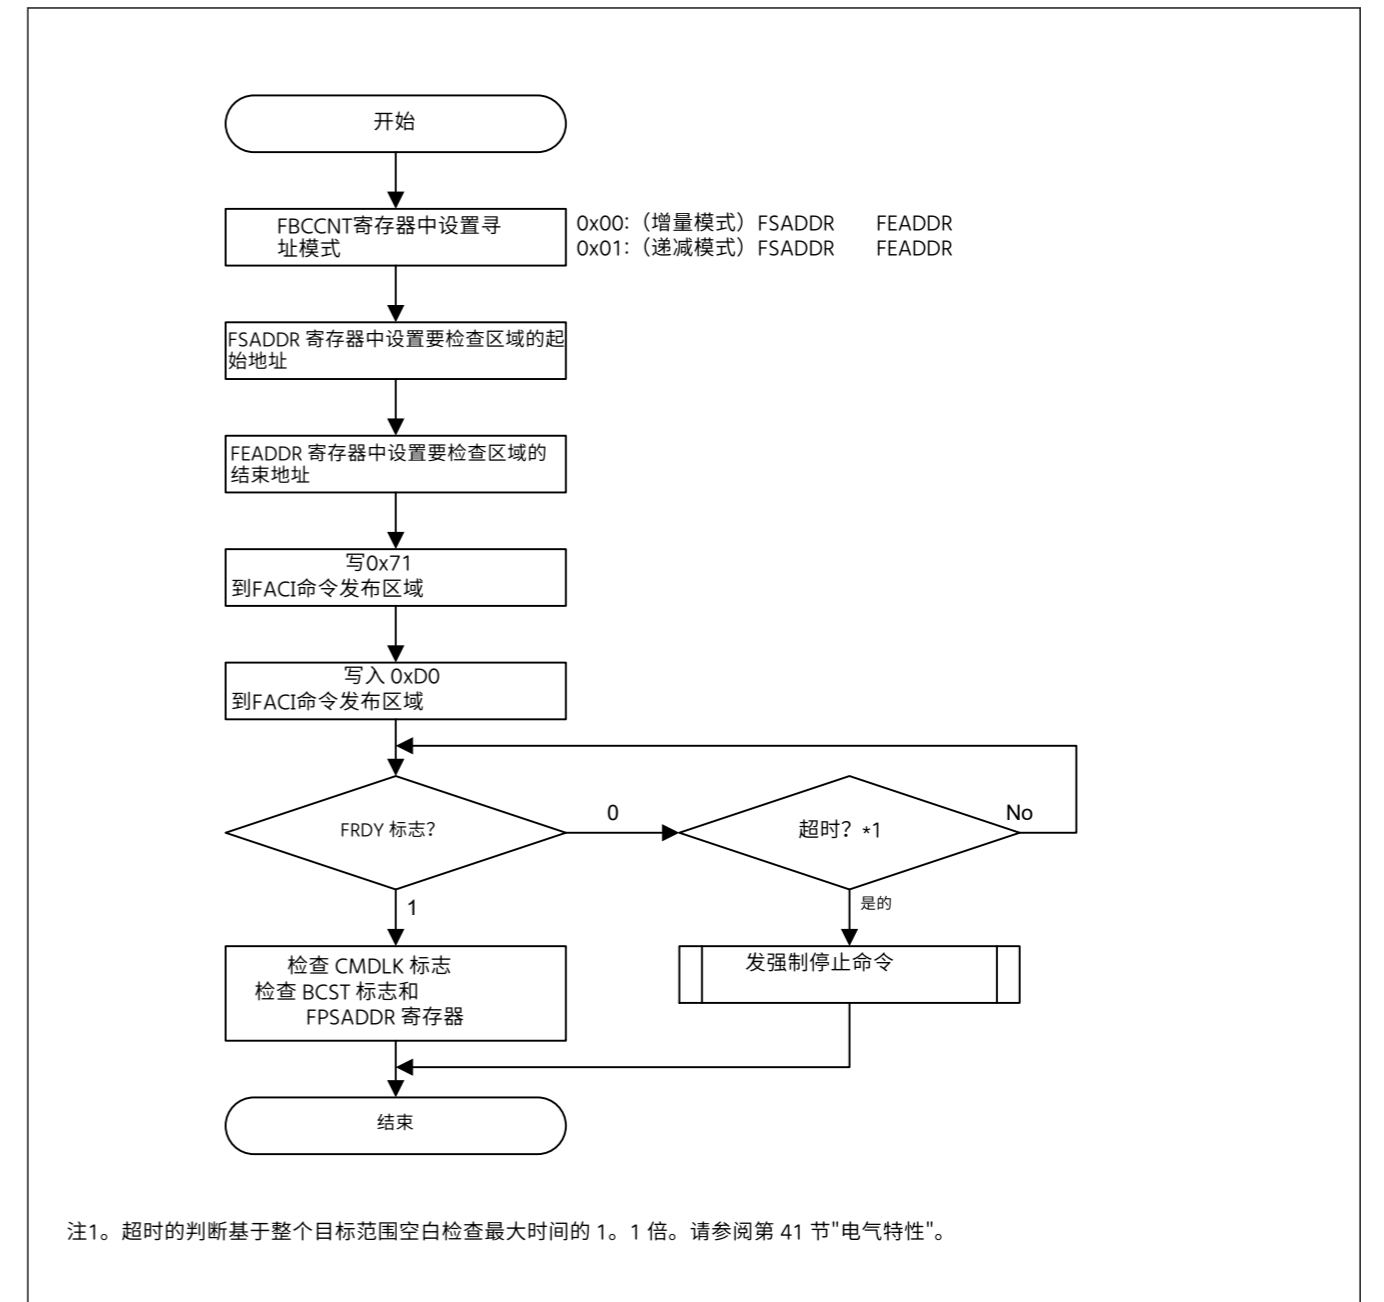 开始
FBCCNT寄存器中设置寻
址模式
0x00:（增量模式）FSADDR FEADDR
0x01:（递减模式）FSADDR FEADDR
FSADDR 寄存器中设置要检查区域的起
始地址
FEADDR 寄存器中设置要检查区域的
结束地址
写0x71
到FACI命令发布区域
写入 0xD0
到FACI命令发布区域
FRDY 标志?
0
超时？*1
No
1
是的
检查 CMDLK 标志
检查 BCST 标志和
FPSADDR 寄存器
发强制停止命令
结束
注1。超时的判断基于整个目标范围空白检查最大时间的 1。1 倍。请参阅第 41 节"电气特性"。